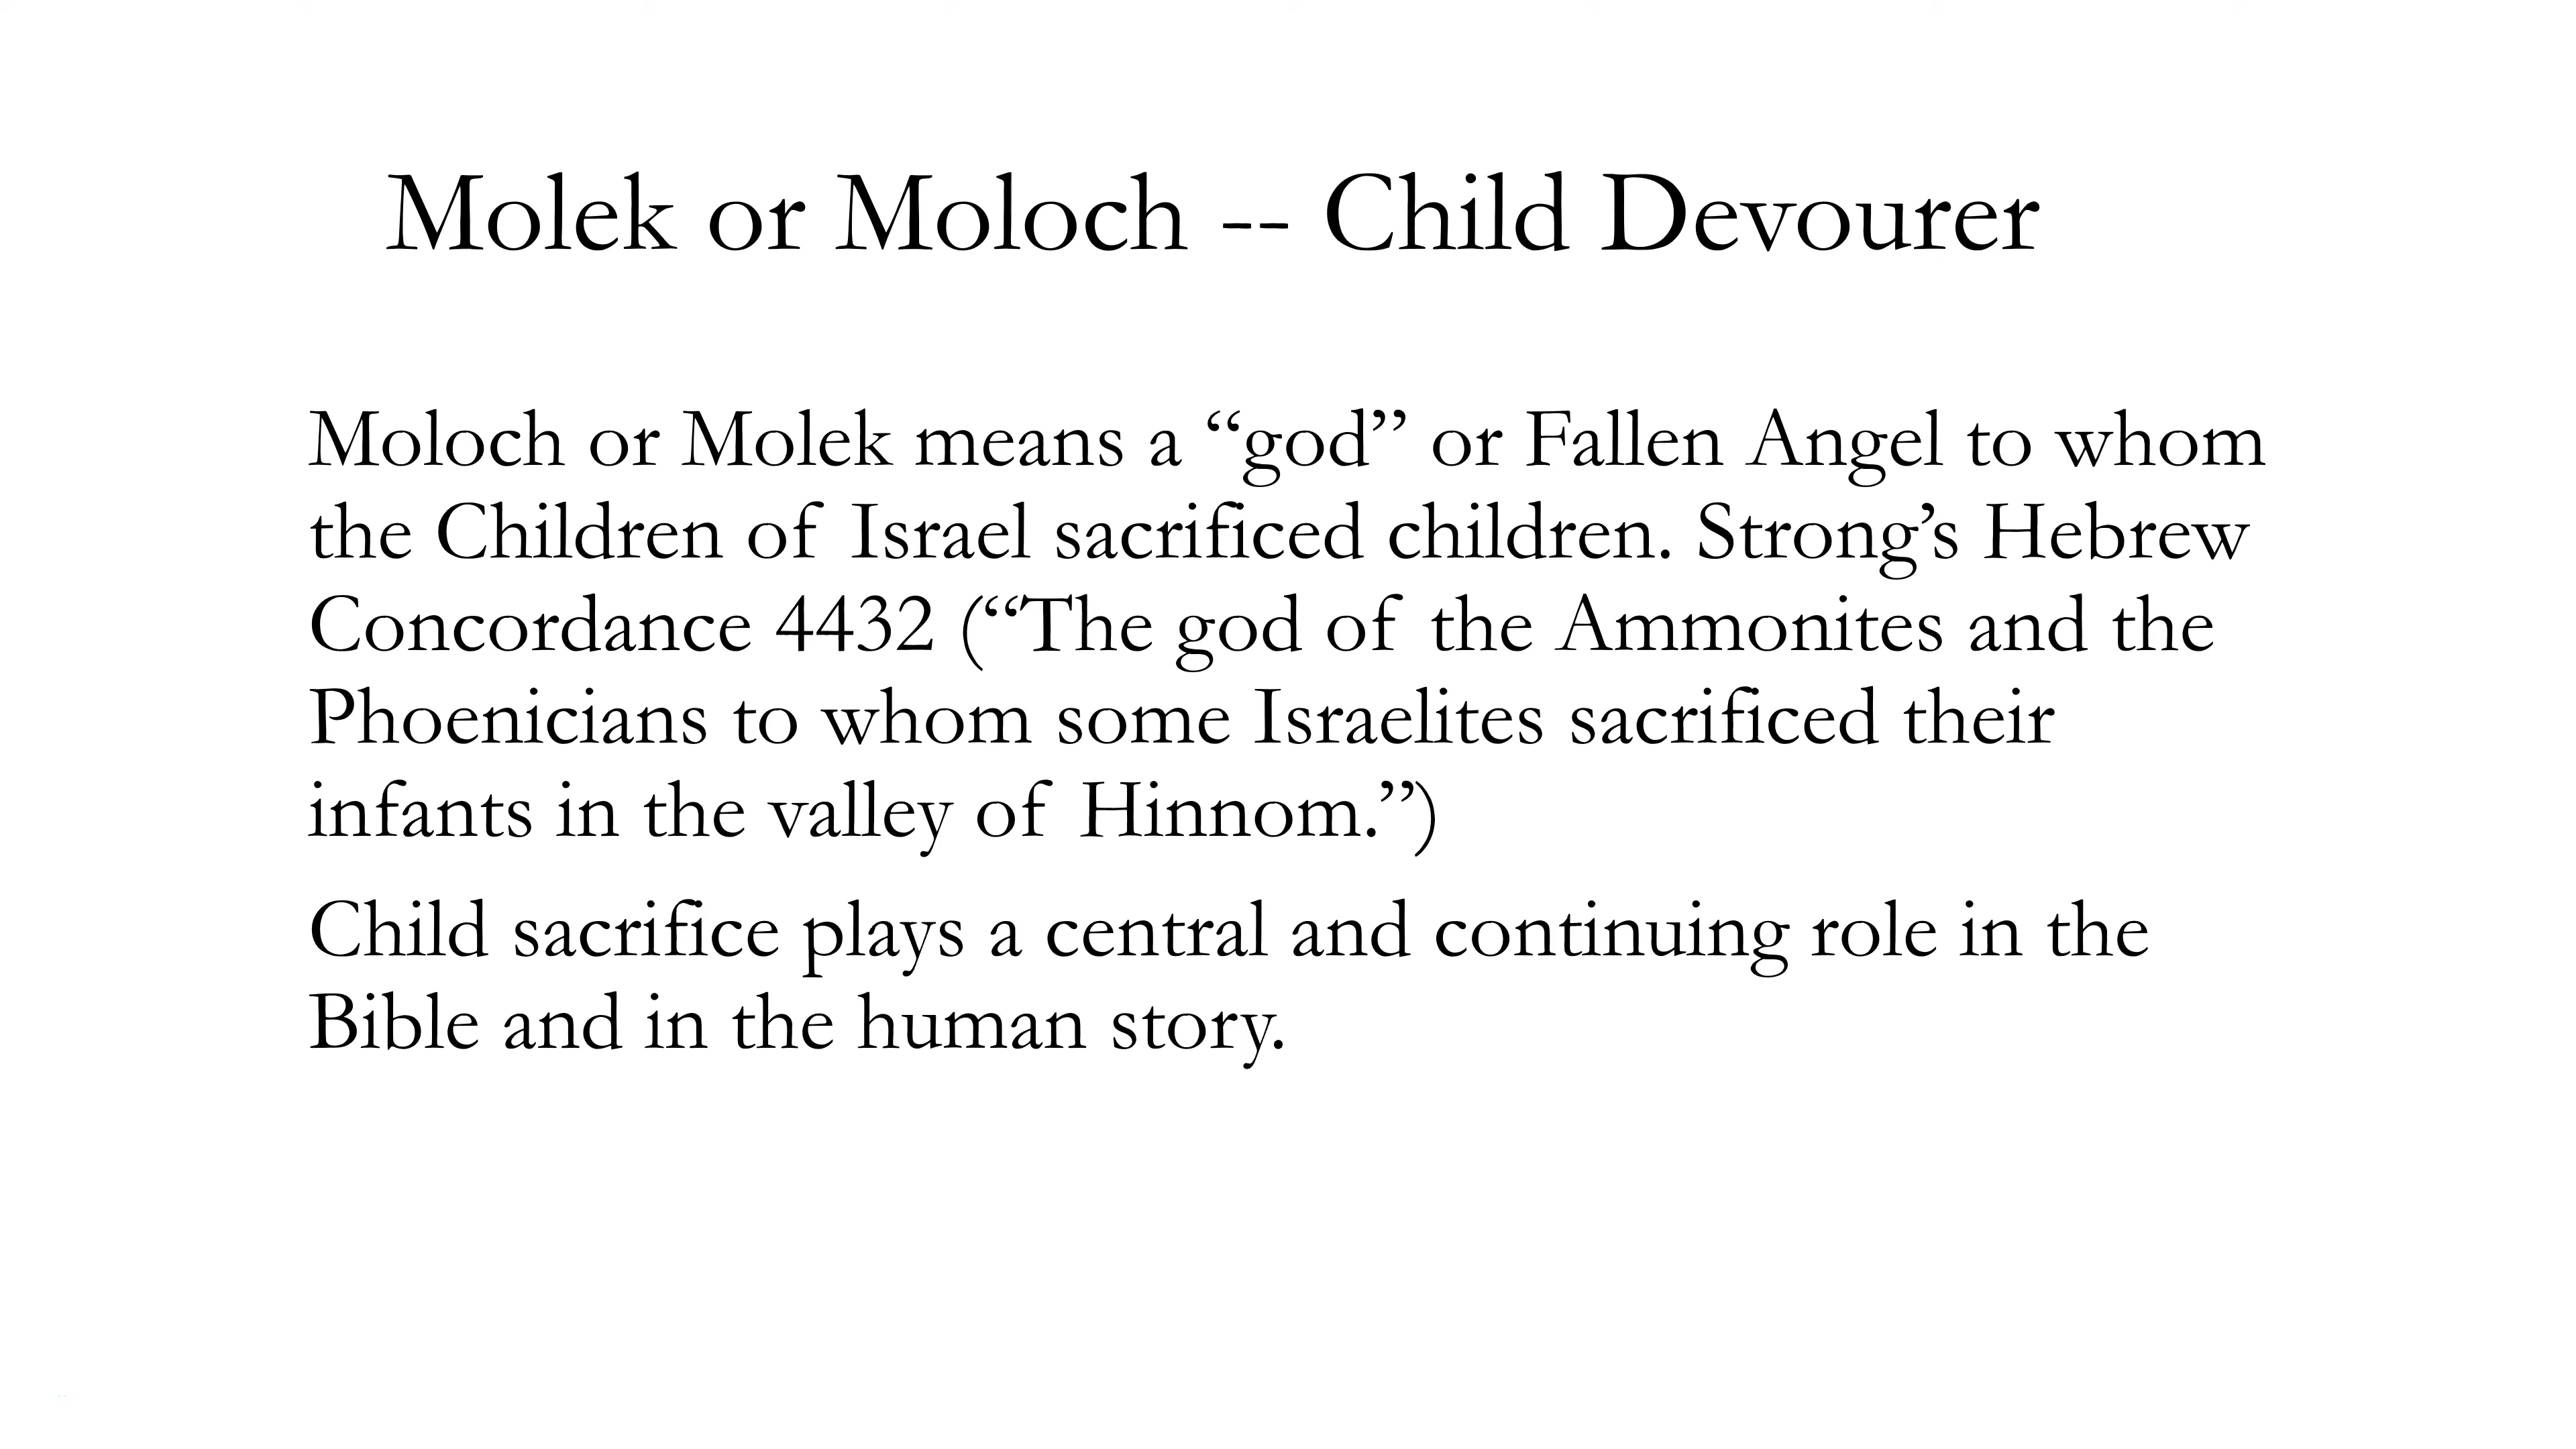 Molek or Moloch -- Child Devourer
Moloch or Molek means a “god” or Fallen Angel to whom
the Children of Israel sacrificed children. Strong’s Hebrew
Concordance 4432 (“The god of the Ammonites and the
Phoenicians to whom some Israelites sacrificed their
infants in the valley of Hinnom.”)
Child sacrifice plays a central and continuing role in the
Bible and in the human story.